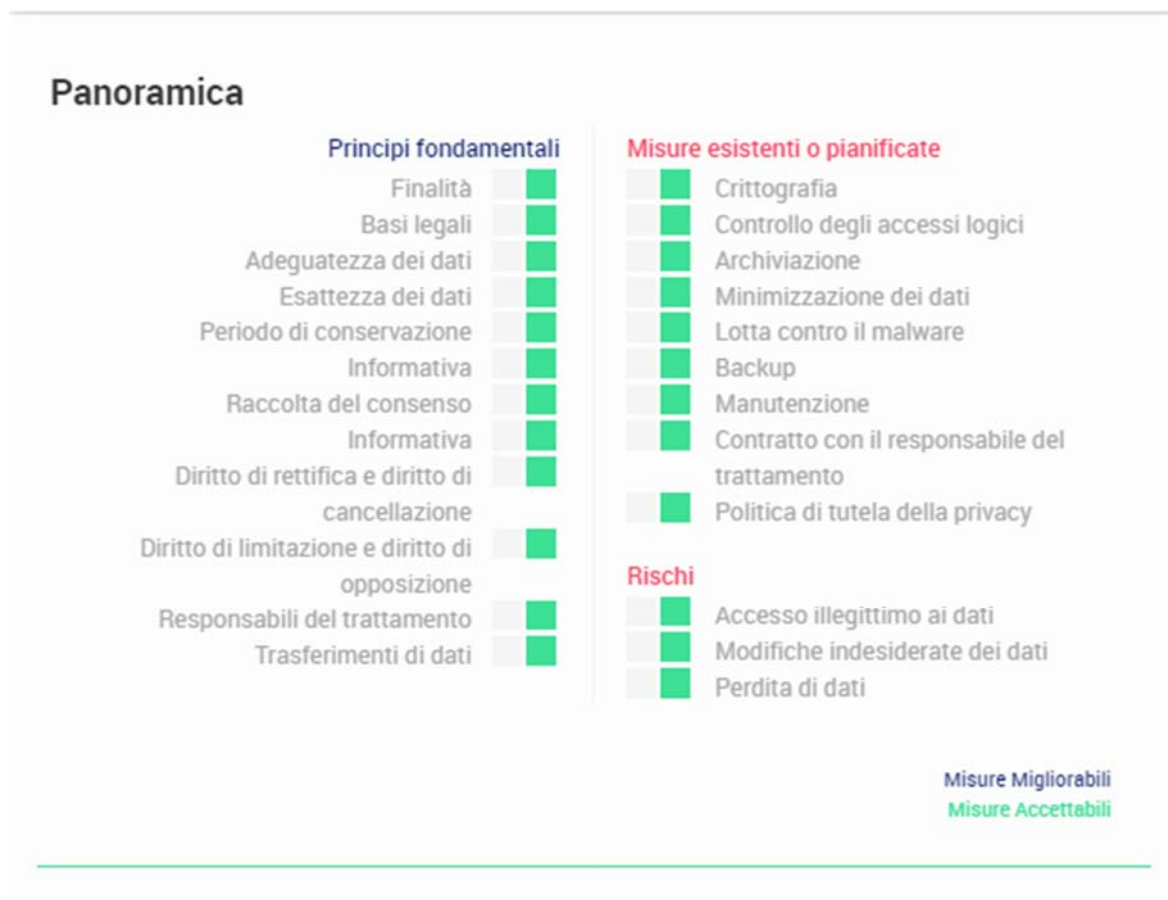 Panoramica
Principi fondamentali
Finalità
Basi legali
Adeguatezza dei dati
Esattezza dei dati
Periodo di conservazione
Informativa
Raccolta del consenso
Informativa
Diritto di rettifica e diritto di
cancellazione
Diritto di limitazione e diritto di
opposizione
Responsabili del trattamento
Trasferimenti di dati
Misure esistenti o pianificate
Crittografia
Controllo degli accessi logici
Archiviazione
Minimizzazione dei dati
Lotta contro il malware
Backup
Manutenzione
Contratto con il responsabile del
trattamento
Politica di tutela della privacy
Rischi
Accesso illegittimo ai dati
Modifiche indesiderate dei dati
Perdita di dati
Misure Migliorabili
Misure Accettabili